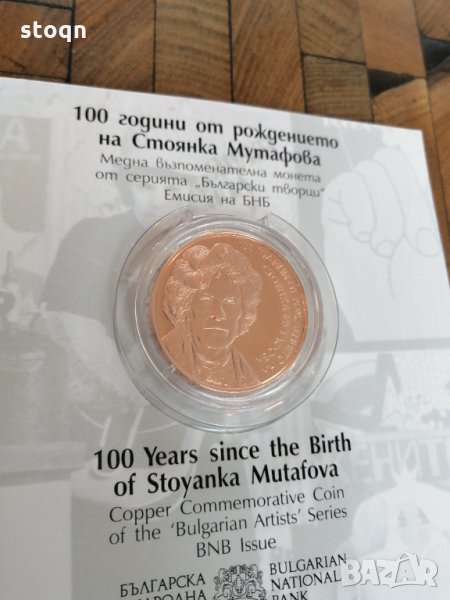 stoqn
100 години от рождението
на Стоянка Мутафова
Медна възпоменателна монета
от серията „Български творци“
Емисия на БНБ
100 Years since the Birth
of Stoyanka Mutafova
Copper Commemorative Coin
of the ‘Bulgarian Artists’ Series
BNB Issue
БЪЛГАРСКА
BULGARIAN
NATIONAL
BANK
BAZAR